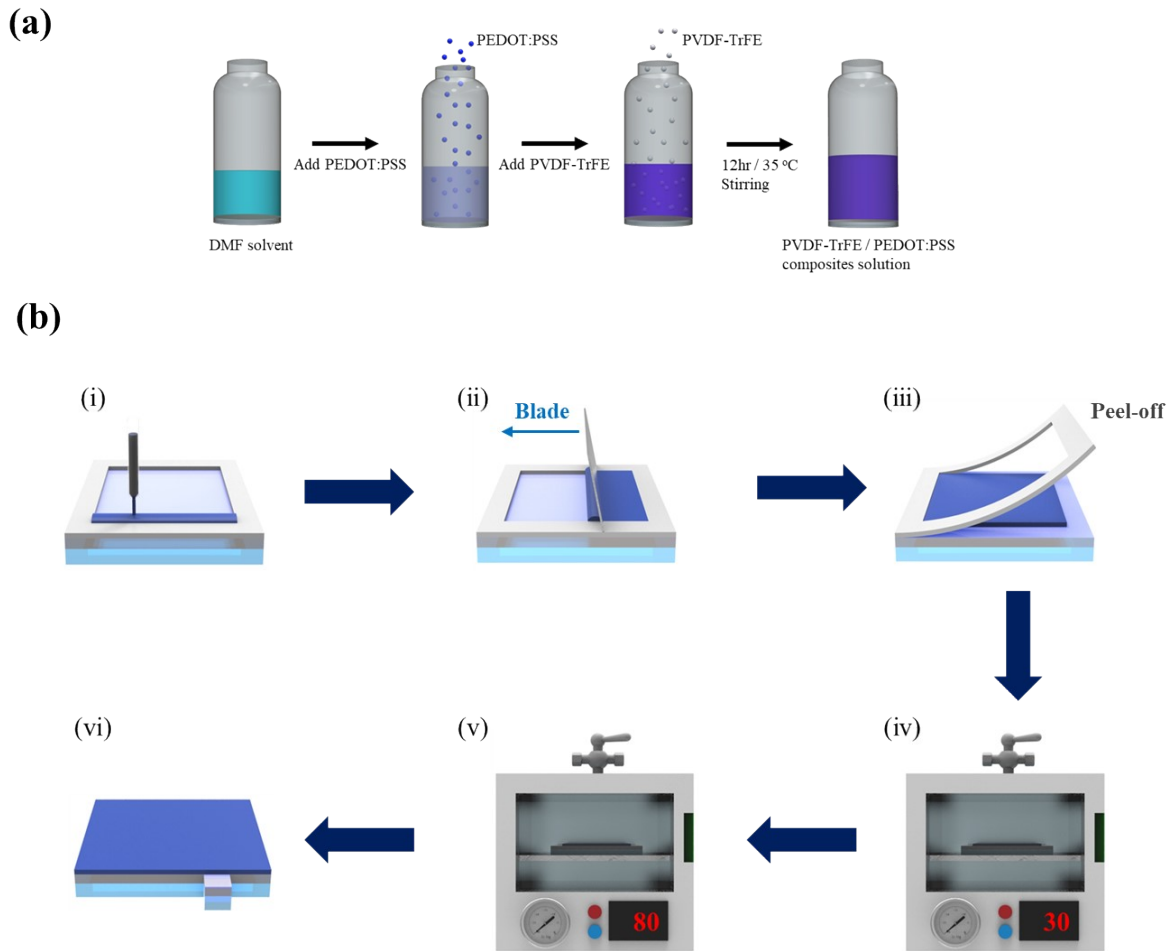 (a)
PEDOT:PSS
PVDF-TrFE
Add PEDOT:PSS
Add PVDF-TrFE
12hr / 35 °C
Stirring
DMF solvent
PVDF-TrFE / PEDOT:PSS
composites solution
(b)
(i)
(ii)
Blade
(iii)
Peel-off
(vi)
(v)
80
(iv)
30